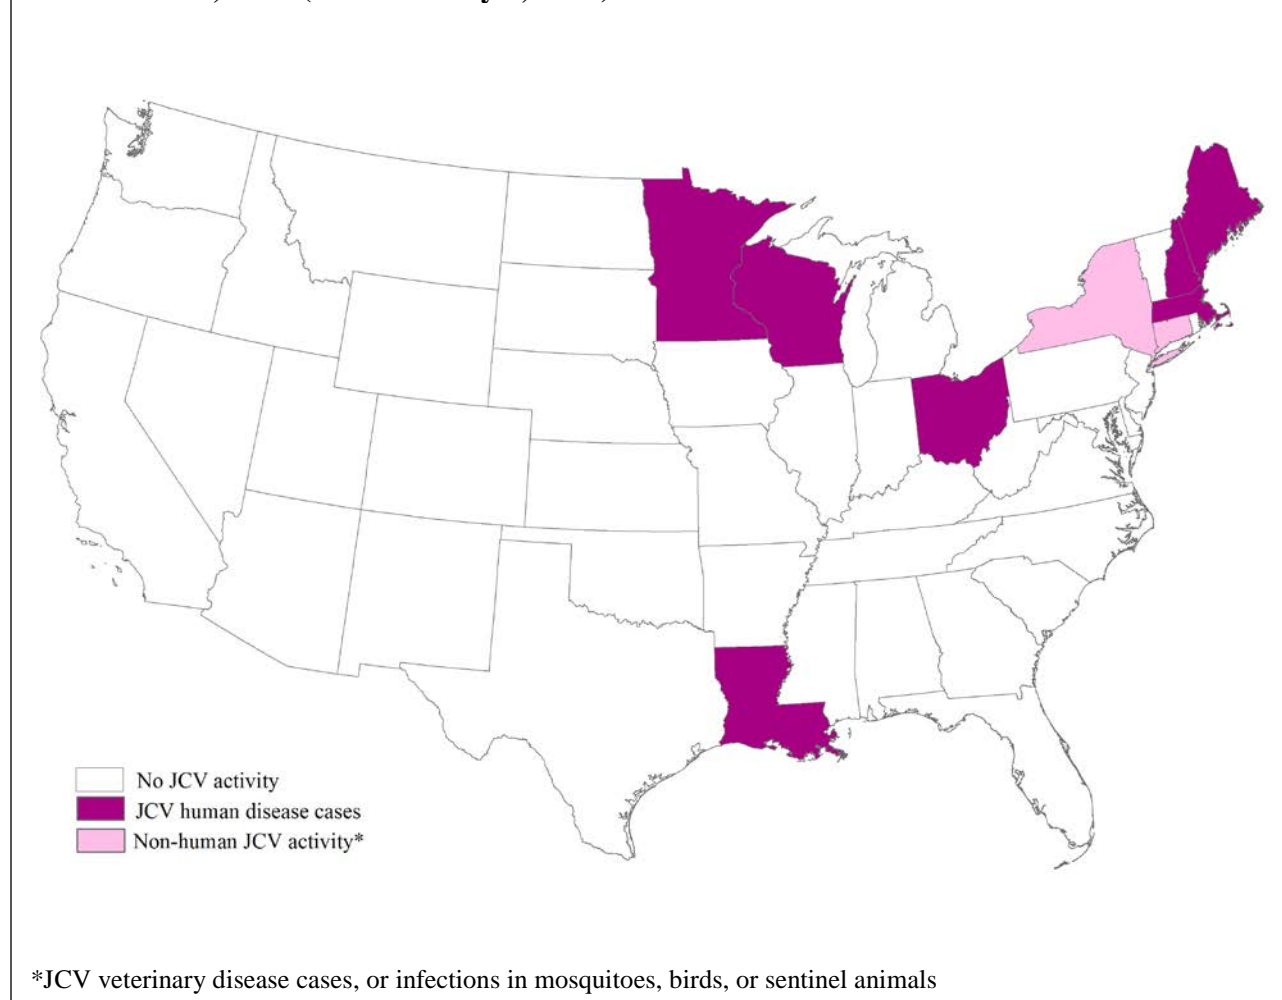 No JCV activity
JCV human disease cases
Non-human JCV activity*
*JCV veterinary disease cases, or infections in mosquitoes, birds, or sentinel animals